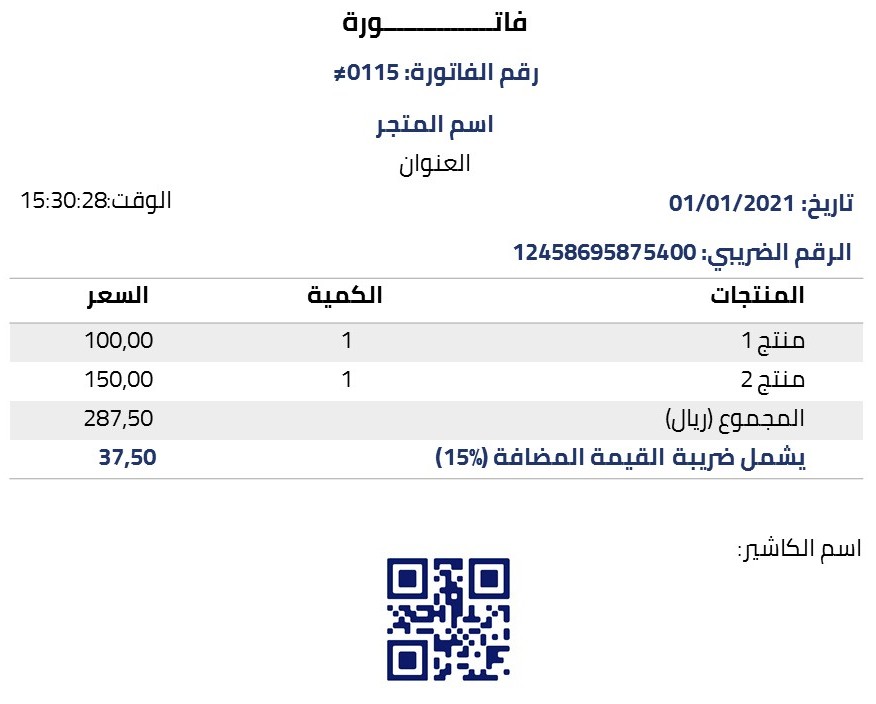 فاتـــــــــــــــورة
رقم الفاتورة: 0115≠
اسم المتجر
العنوان
تاريخ: 01/01/2021 الوقت:15:30:28
الرقم الضريبي: 12458695875400
المنتجات الكمية السعر
منتج 1 1 100,00
منتج 2 1 150,00
المجموع (ريال) 287,50
يشمل ضريبة القيمة المضافة (15%) 37,50
اسم الكاشير: